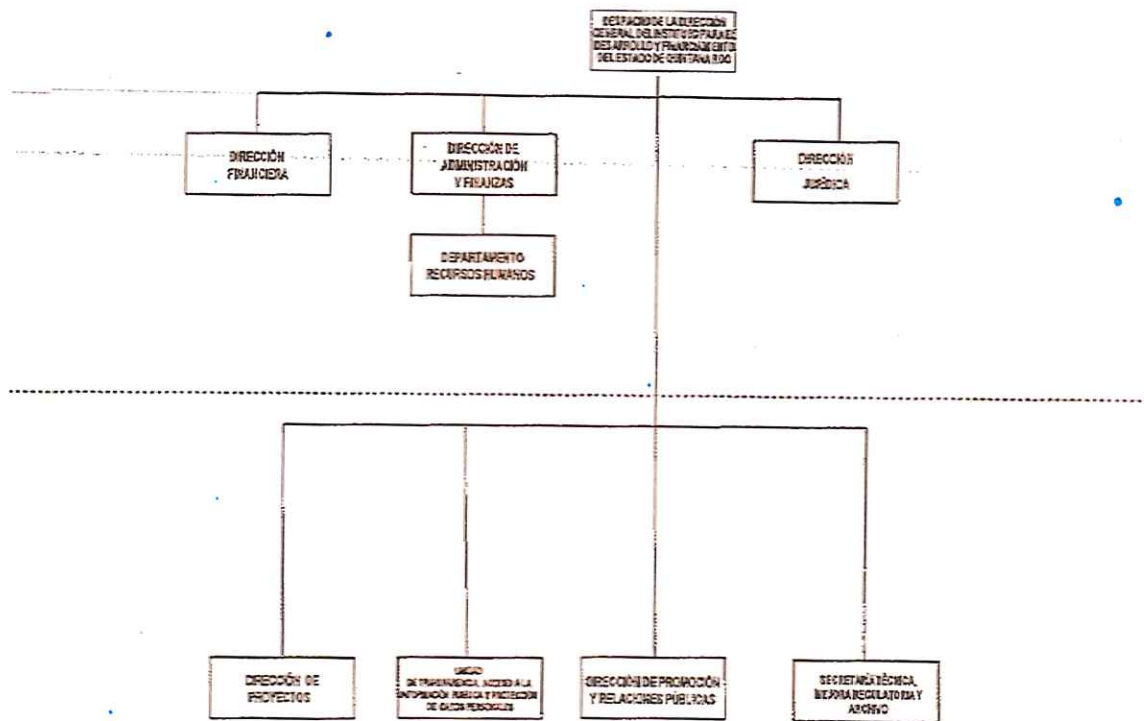 DESPACHO DE LA DIRECCIÓN
GENERAL DEL INSTITUTO PARA EL
DESARROLLO Y FINANCIAMIENTO
DEL ESTADO DE QUINTANA ROO
DIRECCIÓN
FINANCIERA
DIRECCIÓN DE
ADMINISTRACIÓN
Y FINANZAS
DIRECCIÓN
JURÉDICA
DEPARTAMENTO
RECURSOS HUMANOS
DIRECCIÓN DE
PROYECTOS
UNIDAD
DE TRANSPARENCIA, ACCESO A LA
INFORMACIÓN PÚBLICA Y PROTECCIÓN
DE DATOS PERSONALES
DIRECCIÓN DE PROMOCIÓN
Y RELACIONES PÚBLICAS
SECRETARÍA TÉCNICA,
MEJORA REGULATORIA Y
ARCHIVO